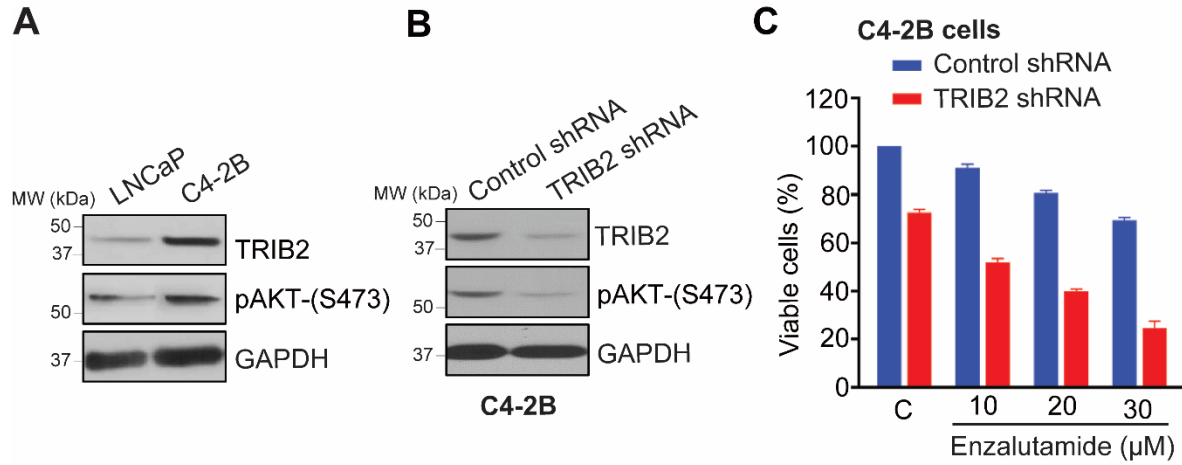 A
LNCaP
C4-2B
MW (kDa)
50
37
TRIB2
50
pAKT-(S473)
37
GAPDH
B
Control shRNA
TRIB2 shRNA
MW (kDa)
50
37
TRIB2
50
pAKT-(S473)
37
GAPDH
C4-2B
C
C4-2B cells
Control shRNA
TRIB2 shRNA
Viable cells (%)
120
100
80
60
40
20
0
C 10 20 30
Enzalutamide (µM)